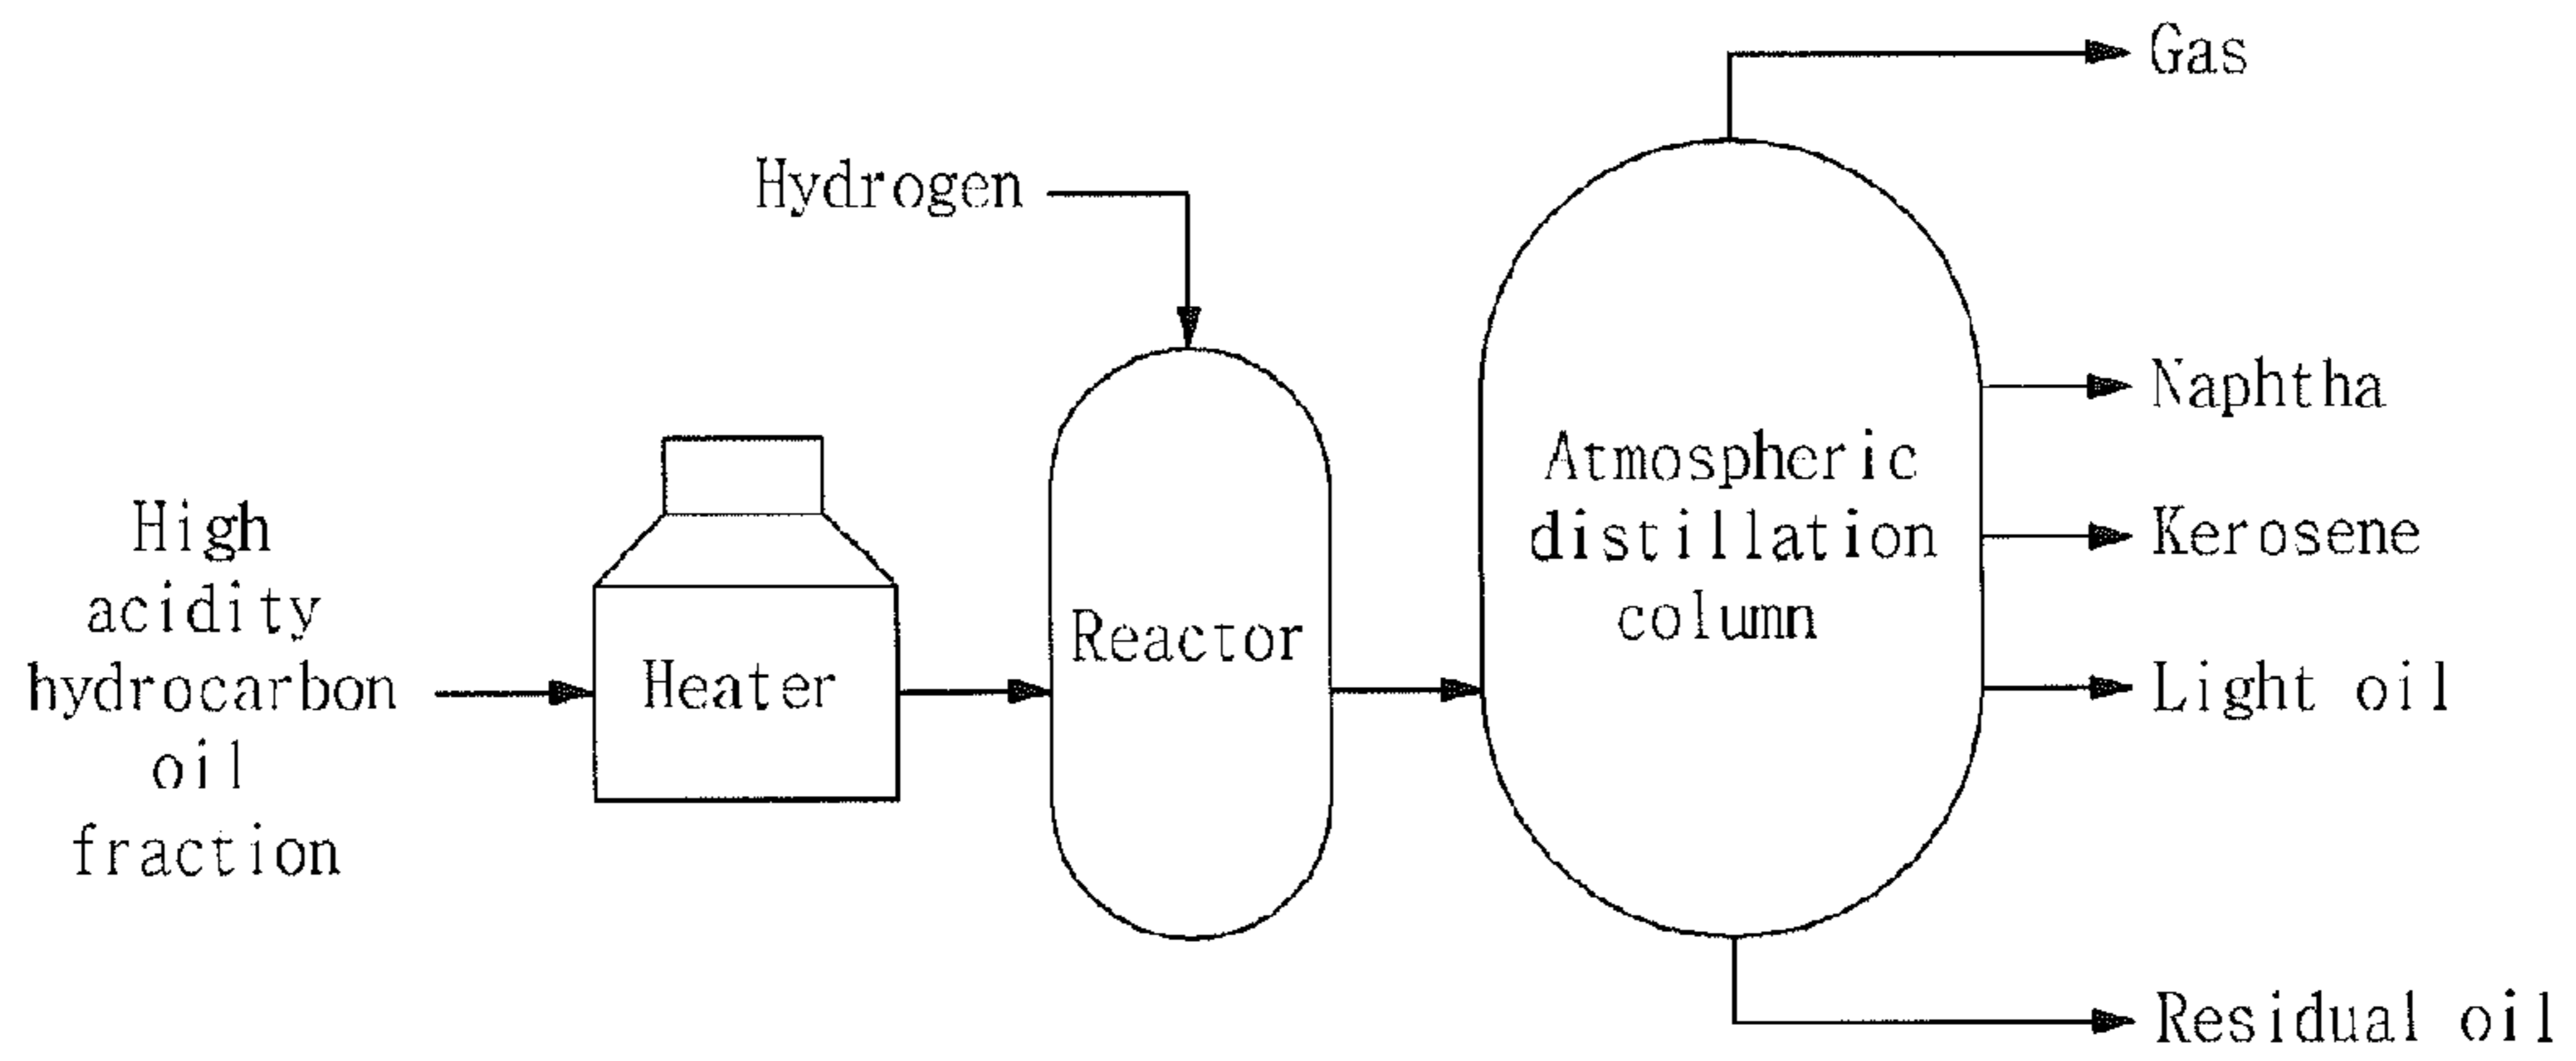 Gas
Hydrogen
Naphtha
Atmospheric
distillation
column
Kerosene
High
acidity
hydrocarbon
oil
fraction
Heater
Reactor
Light oil
Residual oil